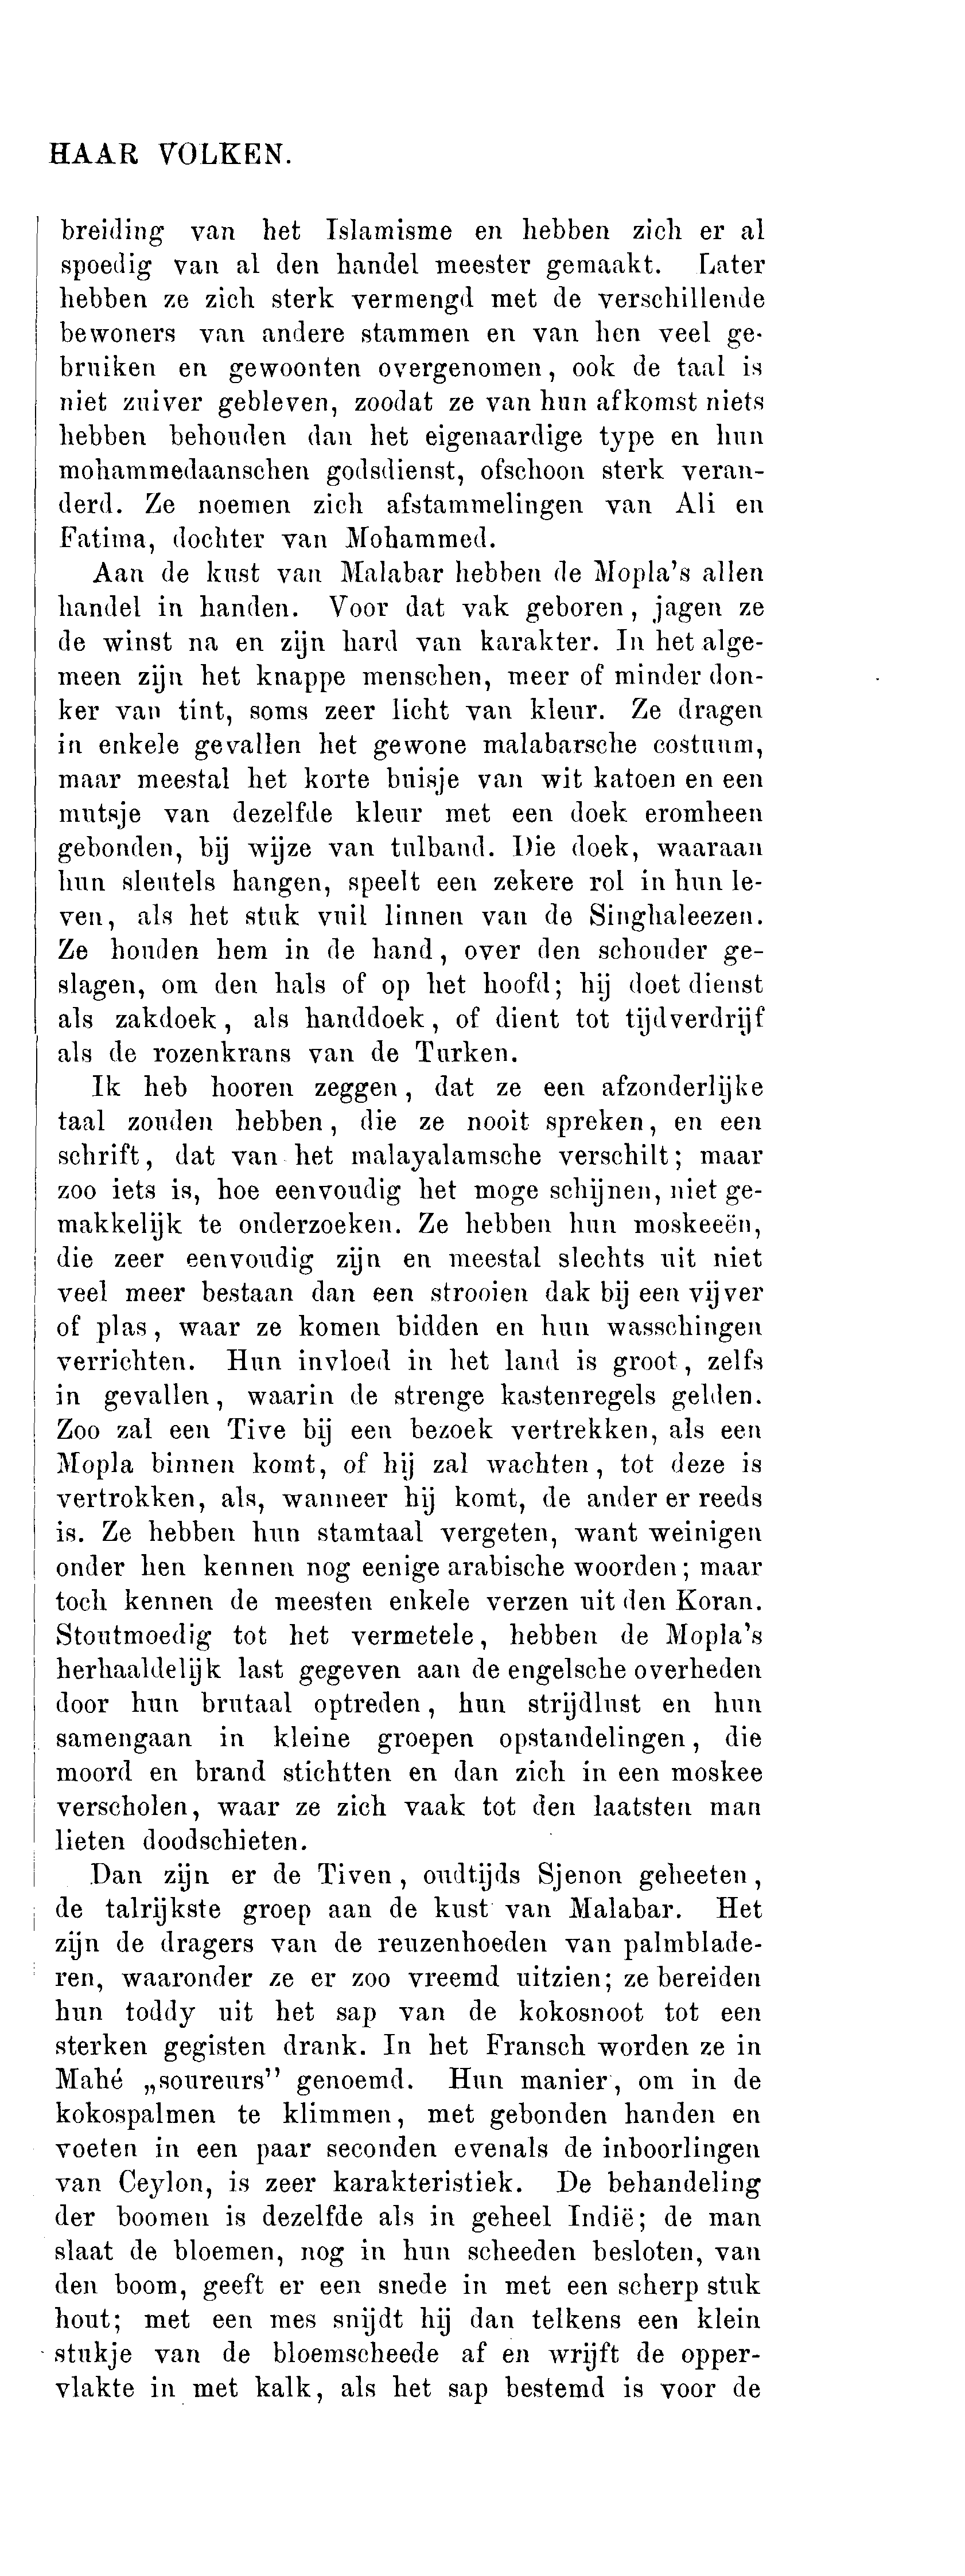 HAAR VOLKEN.
breiding van het Islamisme en hebben zich er al
spoedig van al den handel meester gemaakt. Later
hebben ze zich sterk vermengd met de verschillende
bewoners van andere stammen en van hen veel ge-
bruiken en gewoonten overgenomen, ook de taal is
niet zuiver gebleven, zoodat ze van hun afkomst niets
hebben behouden dan het eigenaardige type en hun
mohammedaanschen godsdienst, ofschoon sterk veran-
derd. Ze noemen zich afstammelingen van Ali en
Fatima, dochter van Mohammed.
Aan de kust van Malabar hebben de Mopla's allen
handel in handen. Voor dat vak geboren, jagen ze
de winst na en zijn hard van karakter. In het alge-
meen zijn het knappe menschen, meer of minder don-
ker van tint, soms zeer licht van kleur. Ze dragen
in enkele gevallen het gewone malabarsche costuum,
maar meestal het korte buisje van wit katoen en een
mutsje van dezelfde kleur met een doek eromheen
gebonden, bij wijze van tulband. Die doek, waaraan
hun sleutels hangen, speelt een zekere rol in hun le-
ven, als het stuk vuil linnen van de Singhaleezen.
Ze houden hem in de hand, over den schouder ge-
slagen, om den hals of op het hoofd; hij doet dienst
als zakdoek, als handdoek, of dient tot tijdverdrijf
als de rozenkrans van de Turken.
Ik heb hooren zeggen, dat ze een afzonderlijke
taal zouden hebben, die ze nooit spreken, en een
schrift, dat van het malayalamsche verschilt; maar
zoo iets is, hoe eenvoudig het moge schijnen, niet ge-
makkelijk te onderzoeken. Ze hebben hun moskeeën,
die zeer eenvoudig zijn en meestal slechts uit niet
veel meer bestaan dan een strooien dak bij een vijver
of plas, waar ze komen bidden en hun wasschingen
verrichten. Hun invloed in het land is groot, zelfs
in gevallen, waarin de strenge kastenregels gelden.
Zoo zal een Tive bij een bezoek vertrekken, als een
Mopla binnen komt, of hij zal wachten, tot deze is
vertrokken, als, wanneer hij komt, de ander er reeds
is. Ze hebben hun stamtaal vergeten, want weinigen
onder hen kennen nog eenige arabische woorden; maar
toch kennen de meesten enkele verzen uit den Koran.
Stoutmoedig tot het vermetele, hebben de Mopla's
herhaaldelijk last gegeven aan de engelsche overheden
door hun brutaal optreden, hun strijdlust en hun
samengaan in kleine groepen opstandelingen, die
moord en brand stichtten en dan zich in een moskee
verscholen, waar ze zich vaak tot den laatsten man
lieten doodschieten.
Dan zijn er de Tiven, oudtijds Sjenon geheeten,
de talrijkste groep aan de kust van Malabar. Het
zijn de dragers van de reuzenhoeden van palmblade-
ren, waaronder ze er zoo vreemd uitzien; ze bereiden
hun toddy uit het sap van de kokosnoot tot een
sterken gegisten drank. In het Fransch worden ze in
Mahé „soureurs” genoemd. Hun manier, om in de
kokospalmen te klimmen, met gebonden handen en
voeten in een paar seconden evenals de inboorlingen
van Ceylon, is zeer karakteristiek. De behandeling
der boomen is dezelfde als in geheel Indië; de man
slaat de bloemen, nog in hun scheeden besloten, van
den boom, geeft er een snede in met een scherp stuk
hout; met een mes snijdt hij dan telkens een klein
stukje van de bloemscheede af en wrijft de opper-
vlakte in met kalk, als het sap bestemd is voor de